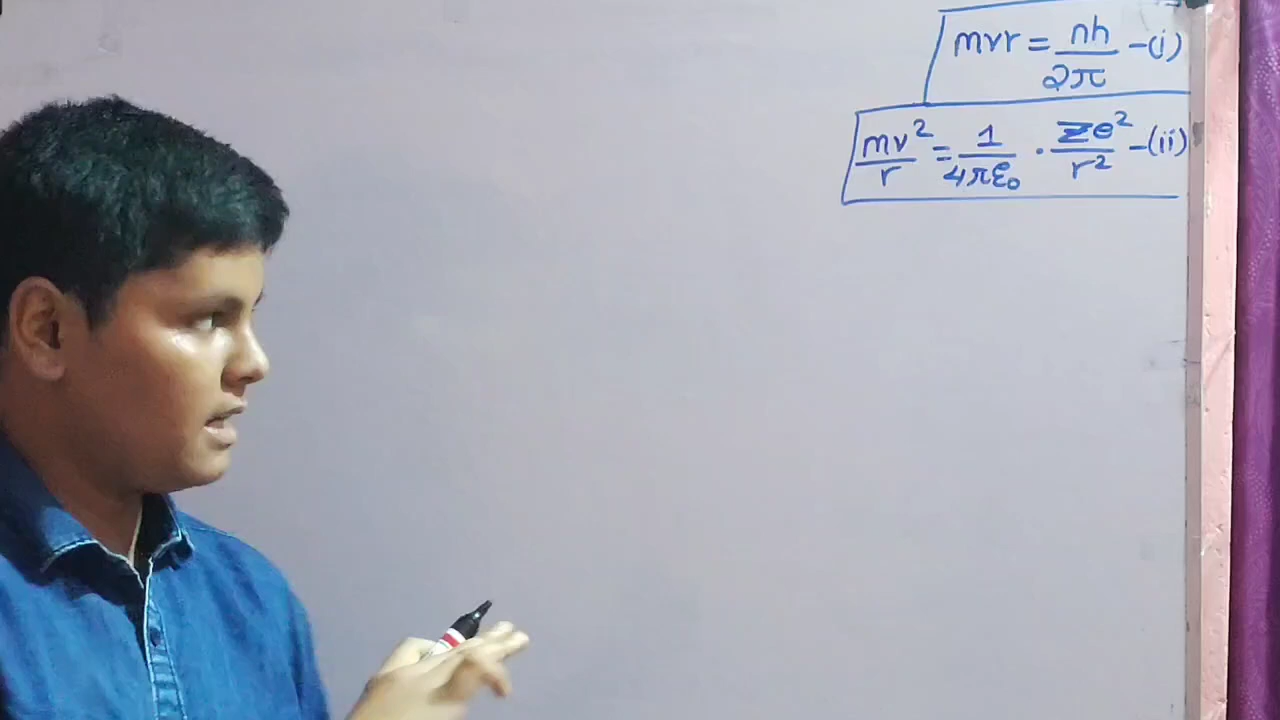 mvr = nh/2π -(i)
mv²/r = 1/4πε₀ · Ze²/r² -(ii)